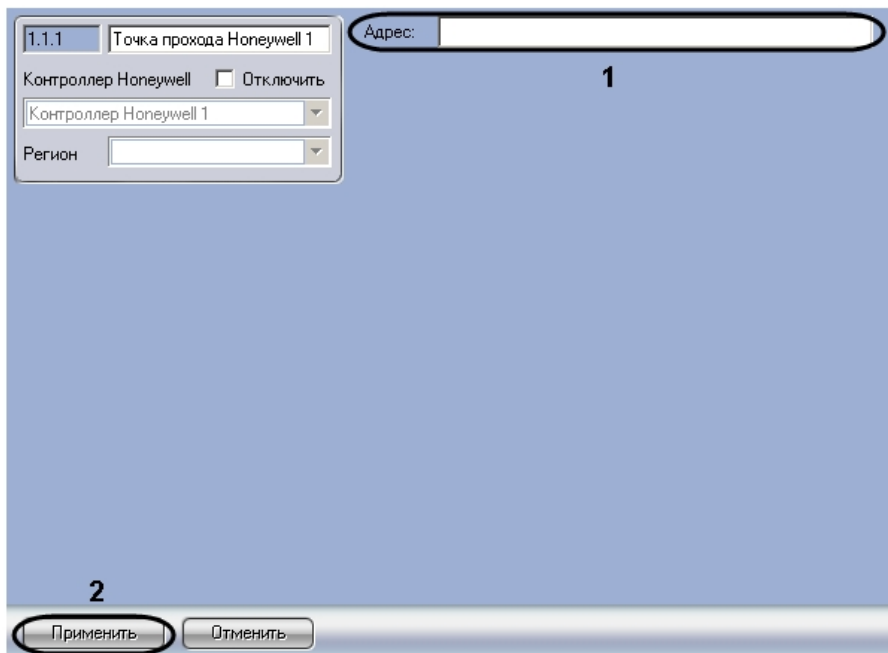 1.1.1 Точка прохода Honeywell 1
Контроллер Honeywell Отключить
Контроллер Honeywell 1
Регион
Адрес:
1
2
Применить Отменить